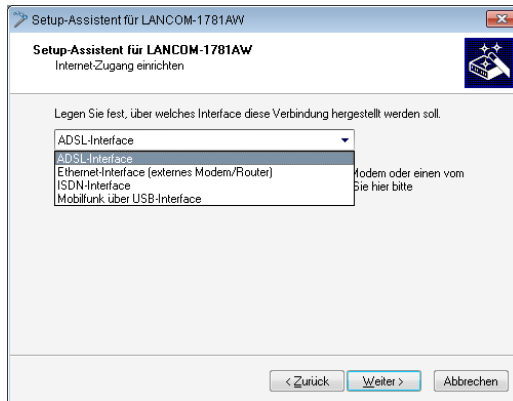 Setup-Assistent für LANCOM-1781AW
Setup-Assistent für LANCOM-1781AW
Internet-Zugang einrichten
Legen Sie fest, über welches Interface diese Verbindung hergestellt werden soll.
ADSL-Interface
ADSL-Interface
Ethernet-Interface (externes Modem/Router)
Modem oder einen vom
ISDN-Interface
Sie hier bitte
Mobilfunk über USB-Interface
< Zurück
Weiter >
Abbrechen